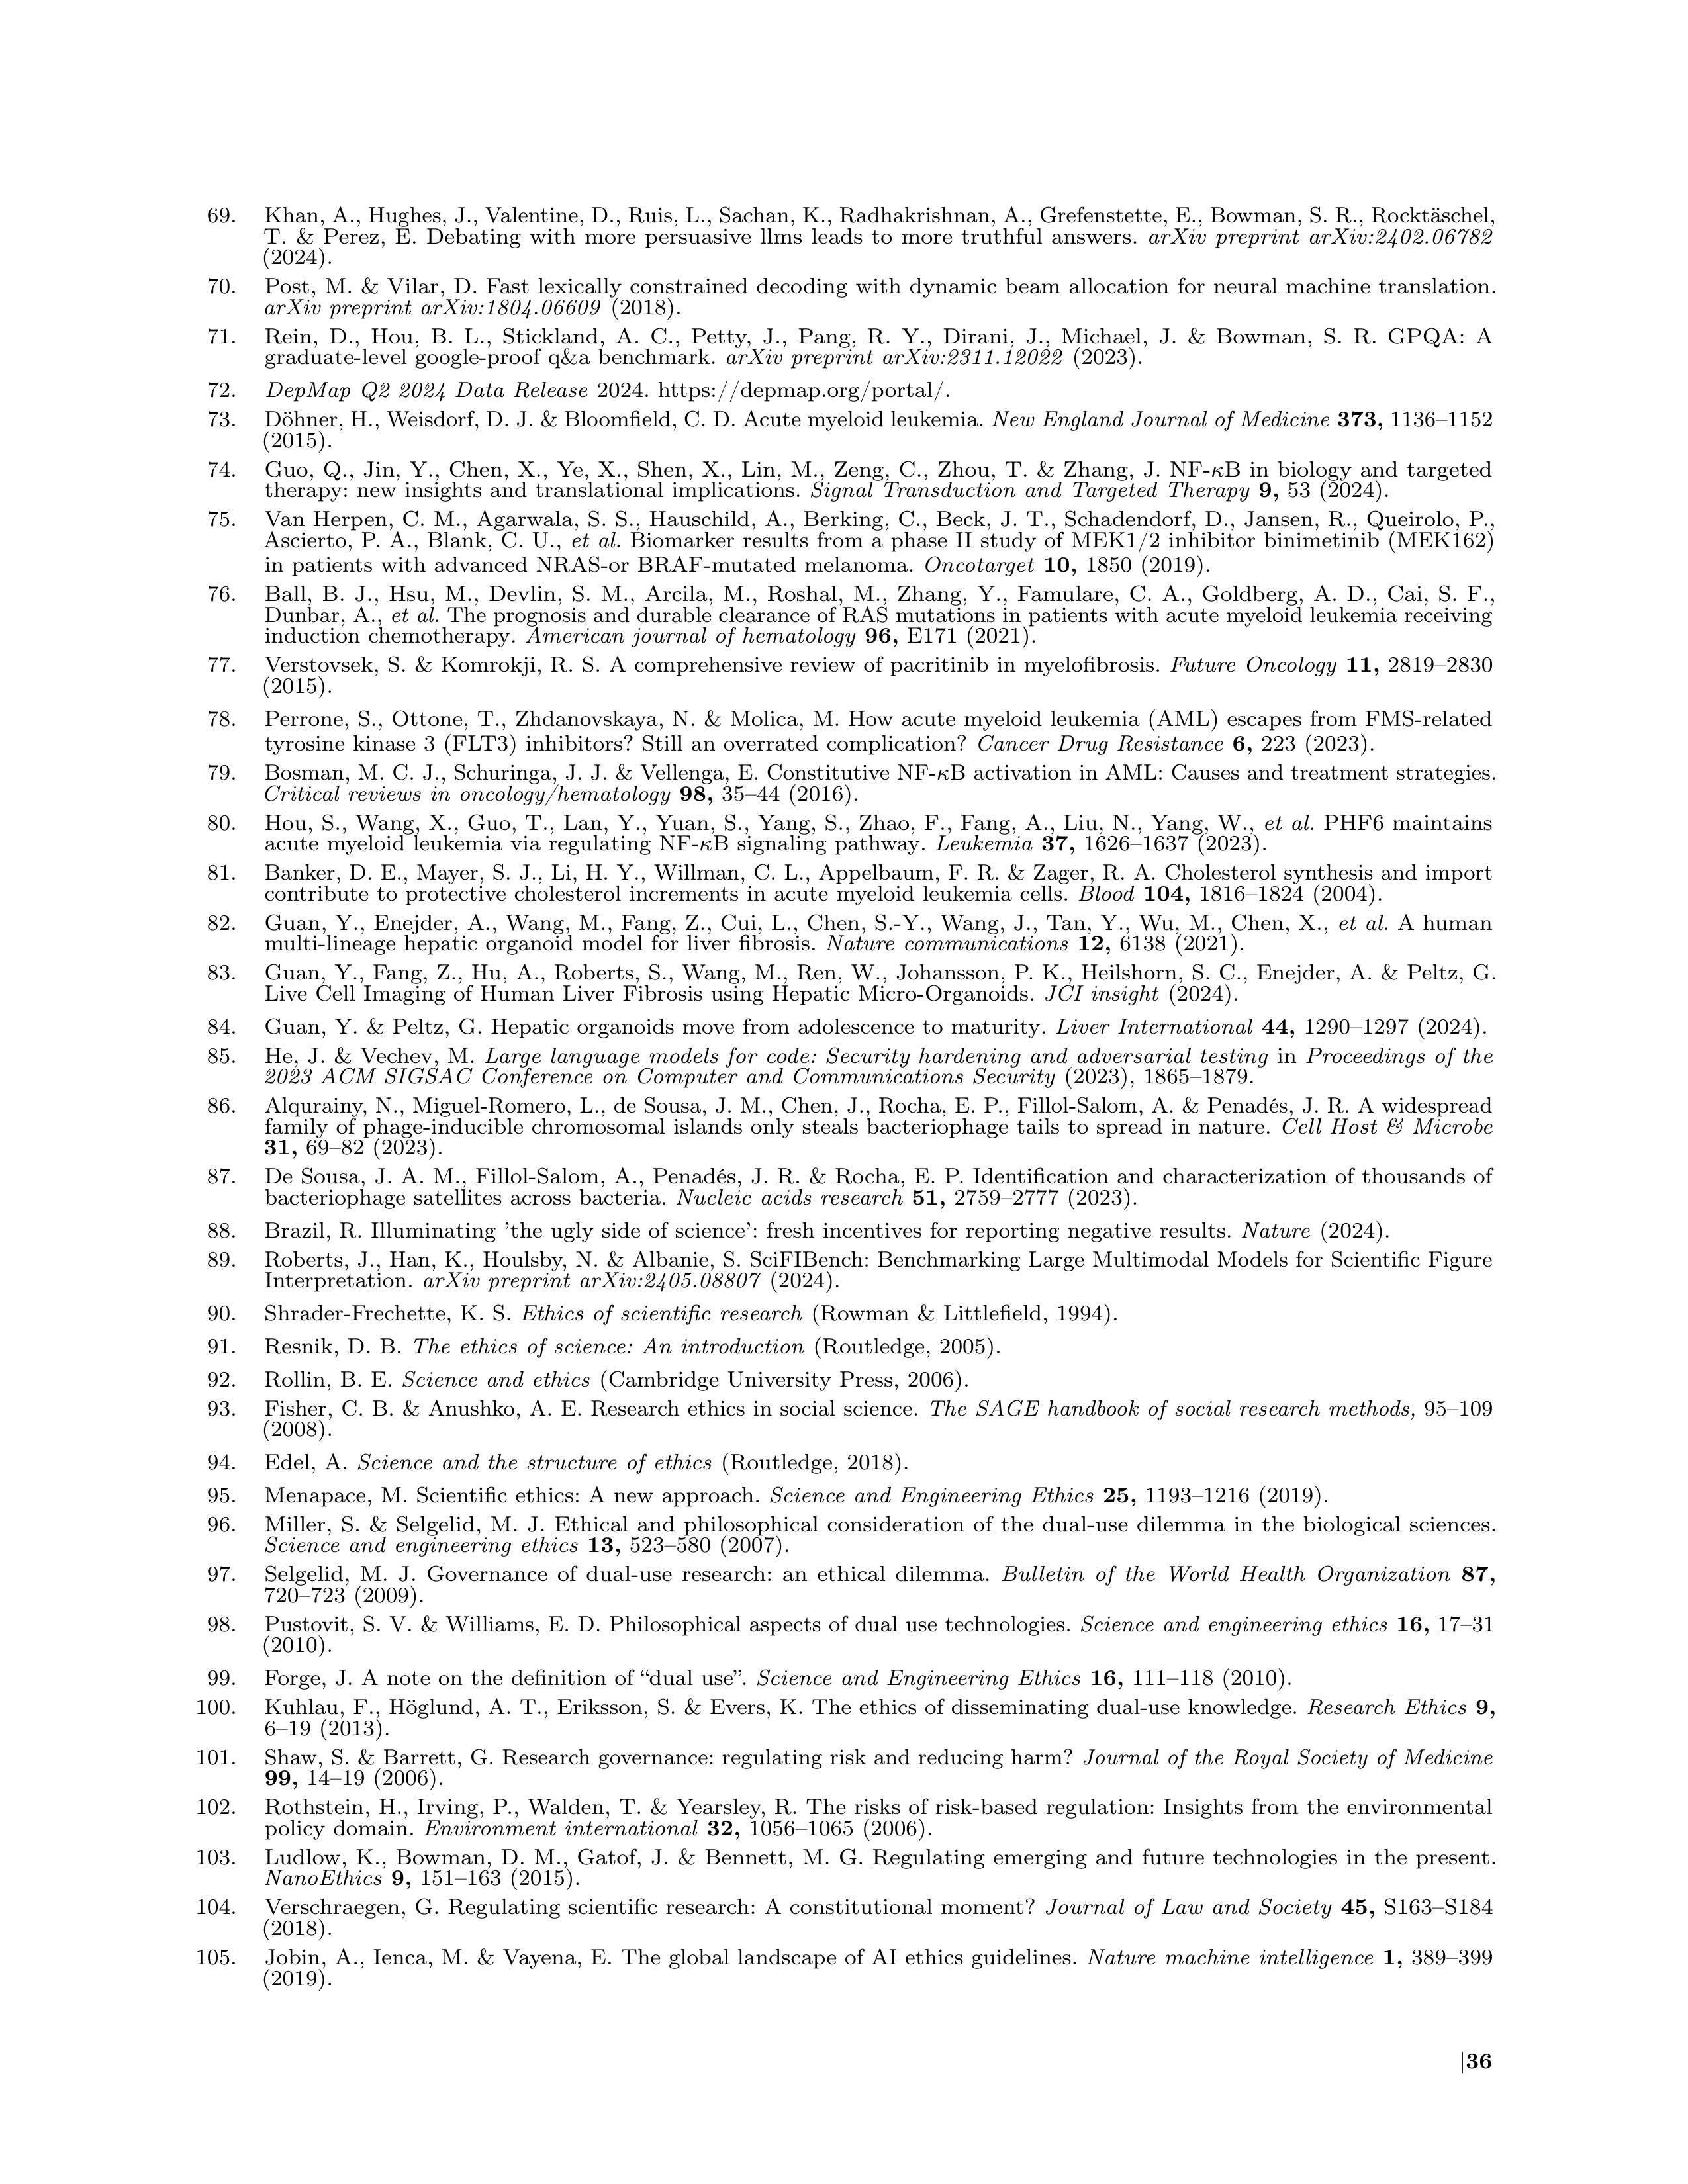 69. Khan, A., Hughes, J., Valentine, D., Ruis, L., Sachan, K., Radhakrishnan, A., Grefenstette, E., Bowman, S. R., Rocktäschel,
T. & Perez, E. Debating with more persuasive llms leads to more truthful answers. arXiv preprint arXiv:2402.06782
(2024).
70. Post, M. & Vilar, D. Fast lexically constrained decoding with dynamic beam allocation for neural machine translation.
arXiv preprint arXiv:1804.06609 (2018).
71. Rein, D., Hou, B. L., Stickland, A. C., Petty, J., Pang, R. Y., Dirani, J., Michael, J. & Bowman, S. R. GPQA: A
graduate-level google-proof q&a benchmark. arXiv preprint arXiv:2311.12022 (2023).
72. DepMap Q2 2024 Data Release 2024. https://depmap.org/portal/.
73. Döhner, H., Weisdorf, D. J. & Bloomfield, C. D. Acute myeloid leukemia. New England Journal of Medicine 373, 1136–1152
(2015).
74. Guo, Q., Jin, Y., Chen, X., Ye, X., Shen, X., Lin, M., Zeng, C., Zhou, T. & Zhang, J. NF-κB in biology and targeted
therapy: new insights and translational implications. Signal Transduction and Targeted Therapy 9, 53 (2024).
75. Van Herpen, C. M., Agarwala, S. S., Hauschild, A., Berking, C., Beck, J. T., Schadendorf, D., Jansen, R., Queirolo, P.,
Ascierto, P. A., Blank, C. U., et al. Biomarker results from a phase II study of MEK1/2 inhibitor binimetinib (MEK162)
in patients with advanced NRAS-or BRAF-mutated melanoma. Oncotarget 10, 1850 (2019).
76. Ball, B. J., Hsu, M., Devlin, S. M., Arcila, M., Roshal, M., Zhang, Y., Famulare, C. A., Goldberg, A. D., Cai, S. F.,
Dunbar, A., et al. The prognosis and durable clearance of RAS mutations in patients with acute myeloid leukemia receiving
induction chemotherapy. American journal of hematology 96, E171 (2021).
77. Verstovsek, S. & Komrokji, R. S. A comprehensive review of pacritinib in myelofibrosis. Future Oncology 11, 2819–2830
(2015).
78. Perrone, S., Ottone, T., Zhdanovskaya, N. & Molica, M. How acute myeloid leukemia (AML) escapes from FMS-related
tyrosine kinase 3 (FLT3) inhibitors? Still an overrated complication? Cancer Drug Resistance 6, 223 (2023).
79. Bosman, M. C. J., Schuringa, J. J. & Vellenga, E. Constitutive NF-κB activation in AML: Causes and treatment strategies.
Critical reviews in oncology/hematology 98, 35–44 (2016).
80. Hou, S., Wang, X., Guo, T., Lan, Y., Yuan, S., Yang, S., Zhao, F., Fang, A., Liu, N., Yang, W., et al. PHF6 maintains
acute myeloid leukemia via regulating NF-κB signaling pathway. Leukemia 37, 1626–1637 (2023).
81. Banker, D. E., Mayer, S. J., Li, H. Y., Willman, C. L., Appelbaum, F. R. & Zager, R. A. Cholesterol synthesis and import
contribute to protective cholesterol increments in acute myeloid leukemia cells. Blood 104, 1816–1824 (2004).
82. Guan, Y., Enejder, A., Wang, M., Fang, Z., Cui, L., Chen, S.-Y., Wang, J., Tan, Y., Wu, M., Chen, X., et al. A human
multi-lineage hepatic organoid model for liver fibrosis. Nature communications 12, 6138 (2021).
83. Guan, Y., Fang, Z., Hu, A., Roberts, S., Wang, M., Ren, W., Johansson, P. K., Heilshorn, S. C., Enejder, A. & Peltz, G.
Live Cell Imaging of Human Liver Fibrosis using Hepatic Micro-Organoids. JCI insight (2024).
84. Guan, Y. & Peltz, G. Hepatic organoids move from adolescence to maturity. Liver International 44, 1290–1297 (2024).
85. He, J. & Vechev, M. Large language models for code: Security hardening and adversarial testing in Proceedings of the
2023 ACM SIGSAC Conference on Computer and Communications Security (2023), 1865–1879.
86. Alqurainy, N., Miguel-Romero, L., de Sousa, J. M., Chen, J., Rocha, E. P., Fillol-Salom, A. & Penadés, J. R. A widespread
family of phage-inducible chromosomal islands only steals bacteriophage tails to spread in nature. Cell Host & Microbe
31, 69–82 (2023).
87. De Sousa, J. A. M., Fillol-Salom, A., Penadés, J. R. & Rocha, E. P. Identification and characterization of thousands of
bacteriophage satellites across bacteria. Nucleic acids research 51, 2759–2777 (2023).
88. Brazil, R. Illuminating ’the ugly side of science’: fresh incentives for reporting negative results. Nature (2024).
89. Roberts, J., Han, K., Houlsby, N. & Albanie, S. SciFIBench: Benchmarking Large Multimodal Models for Scientific Figure
Interpretation. arXiv preprint arXiv:2405.08807 (2024).
90. Shrader-Frechette, K. S. Ethics of scientific research (Rowman & Littlefield, 1994).
91. Resnik, D. B. The ethics of science: An introduction (Routledge, 2005).
92. Rollin, B. E. Science and ethics (Cambridge University Press, 2006).
93. Fisher, C. B. & Anushko, A. E. Research ethics in social science. The SAGE handbook of social research methods, 95–109
(2008).
94. Edel, A. Science and the structure of ethics (Routledge, 2018).
95. Menapace, M. Scientific ethics: A new approach. Science and Engineering Ethics 25, 1193–1216 (2019).
96. Miller, S. & Selgelid, M. J. Ethical and philosophical consideration of the dual-use dilemma in the biological sciences.
Science and engineering ethics 13, 523–580 (2007).
97. Selgelid, M. J. Governance of dual-use research: an ethical dilemma. Bulletin of the World Health Organization 87,
720–723 (2009).
98. Pustovit, S. V. & Williams, E. D. Philosophical aspects of dual use technologies. Science and engineering ethics 16, 17–31
(2010).
99. Forge, J. A note on the definition of “dual use”. Science and Engineering Ethics 16, 111–118 (2010).
100. Kuhlau, F., Höglund, A. T., Eriksson, S. & Evers, K. The ethics of disseminating dual-use knowledge. Research Ethics 9,
6–19 (2013).
101. Shaw, S. & Barrett, G. Research governance: regulating risk and reducing harm? Journal of the Royal Society of Medicine
99, 14–19 (2006).
102. Rothstein, H., Irving, P., Walden, T. & Yearsley, R. The risks of risk-based regulation: Insights from the environmental
policy domain. Environment international 32, 1056–1065 (2006).
103. Ludlow, K., Bowman, D. M., Gatof, J. & Bennett, M. G. Regulating emerging and future technologies in the present.
NanoEthics 9, 151–163 (2015).
104. Verschraegen, G. Regulating scientific research: A constitutional moment? Journal of Law and Society 45, S163–S184
(2018).
105. Jobin, A., Ienca, M. & Vayena, E. The global landscape of AI ethics guidelines. Nature machine intelligence 1, 389–399
(2019).
|36